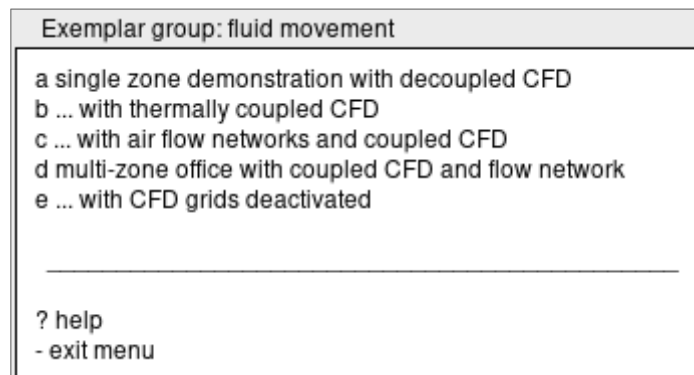 Exemplar group: fluid movement
a single zone demonstration with decoupled CFD
b ... with thermally coupled CFD
c ... with air flow networks and coupled CFD
d multi-zone office with coupled CFD and flow network
e ... with CFD grids deactivated
? help
- exit menu